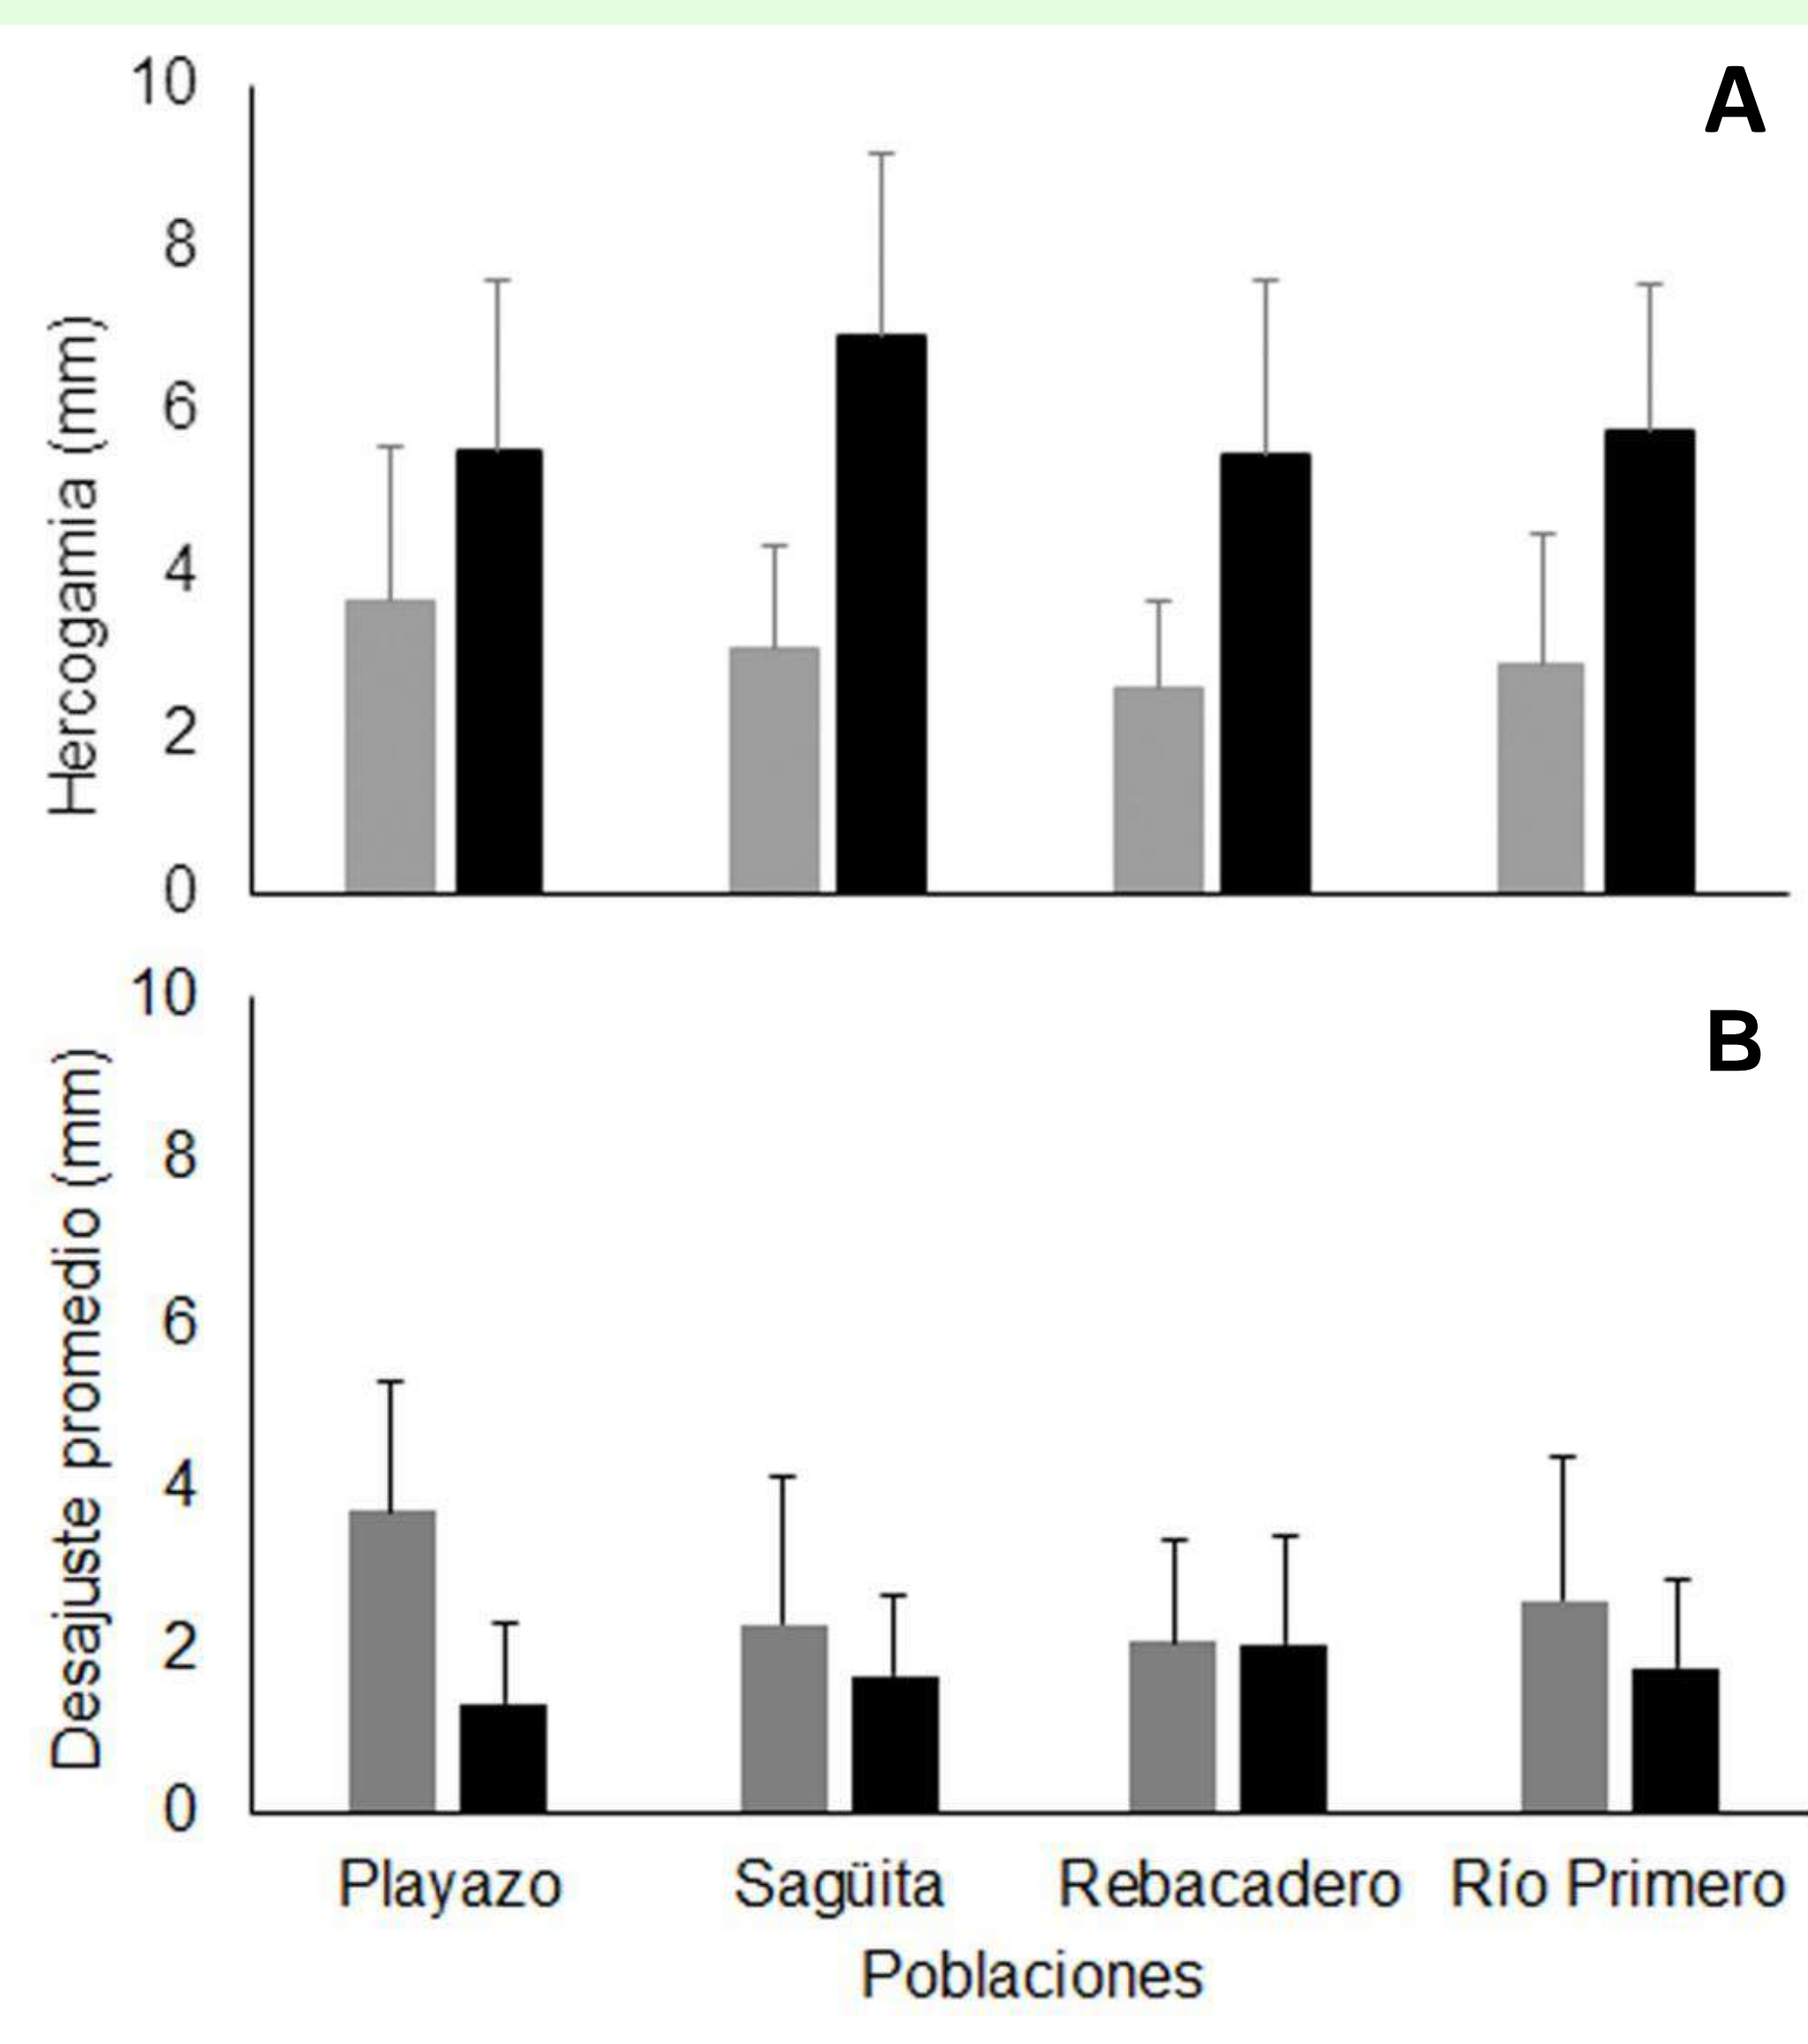 A
10
8
6
4
2
0
Hercogamia (mm)
B
10
8
6
4
2
0
Desajuste promedio (mm)
Playazo Sagüita Rebacadero Río Primero
Poblaciones